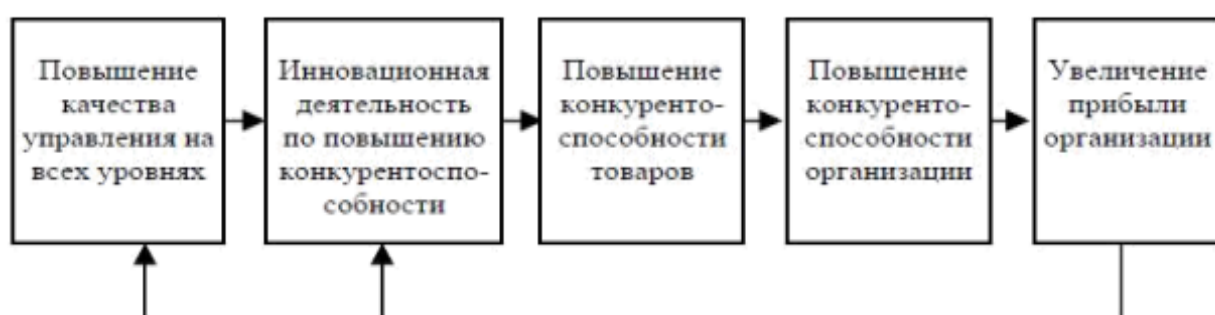 Повышение
качества
управления на
всех уровнях
Инновационная
деятельность
по повышению
конкурентоспо-
собности
Повышение
конкуренто-
способности
товаров
Повышение
конкуренто-
способности
организации
Увеличение
прибыли
организации